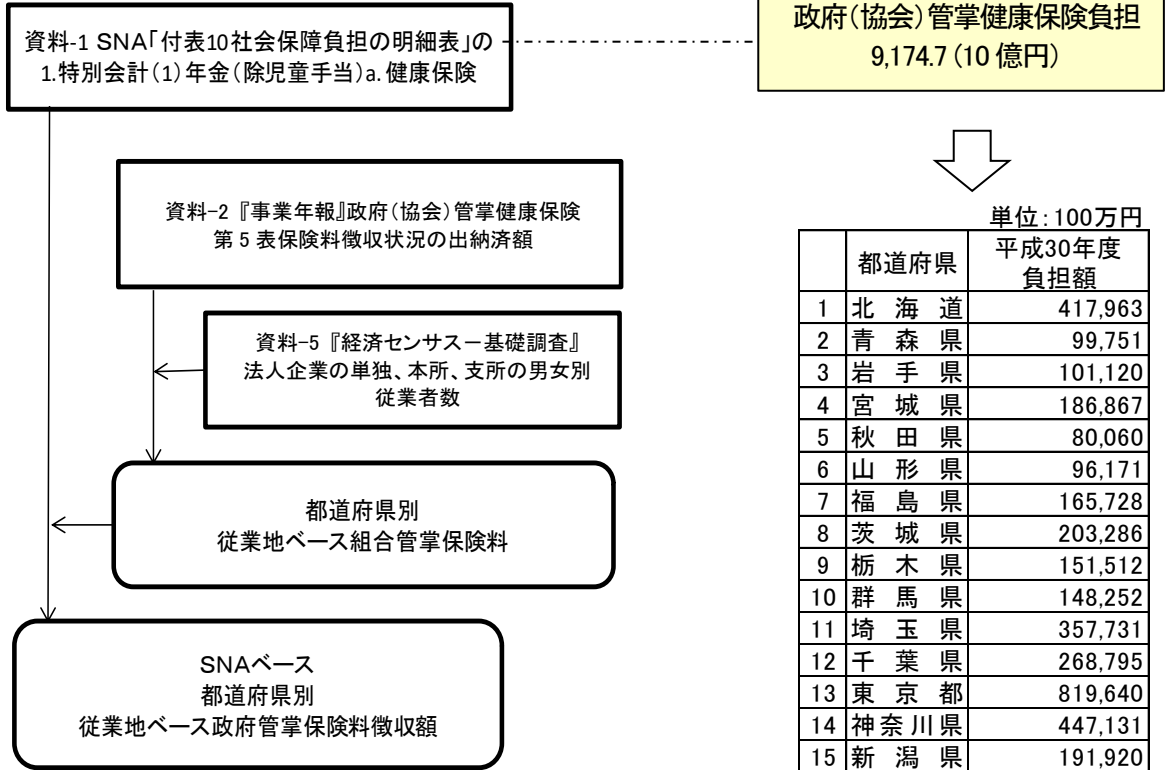 資料-1 SNA「付表10社会保障負担の明細表」の
1.特別会計(1)年金(除児童手当)a.健康保険
政府(協会)管掌健康保険負担
9,174.7(10億円)
資料-2『事業年報』政府(協会)管掌健康保険
第5表保険料徴収状況の出納済額
資料-5『経済センサス-基礎調査』
法人企業の単独、本所、支所の男女別
従業者数
都道府県別
従業地ベース組合管掌保険料
SNAベース
都道府県別
従業地ベース政府管掌保険料徴収額
単位:100万円
都道府県 平成30年度
負担額
1 北海道 417,963
2 青森県 99,751
3 岩手県 101,120
4 宮城県 186,867
5 秋田県 80,060
6 山形県 96,171
7 福島県 165,728
8 茨城県 203,286
9 栃木県 151,512
10 群馬県 148,252
11 埼玉県 357,731
12 千葉県 268,795
13 東京都 819,640
14 神奈川県 447,131
15 新潟県 191,920